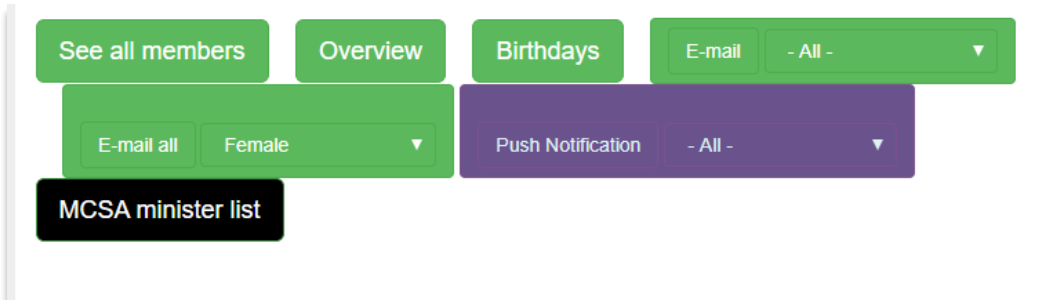 See all members Overview Birthdays E-mail - All -
E-mail all Female Push Notification - All -
MCSA minister list